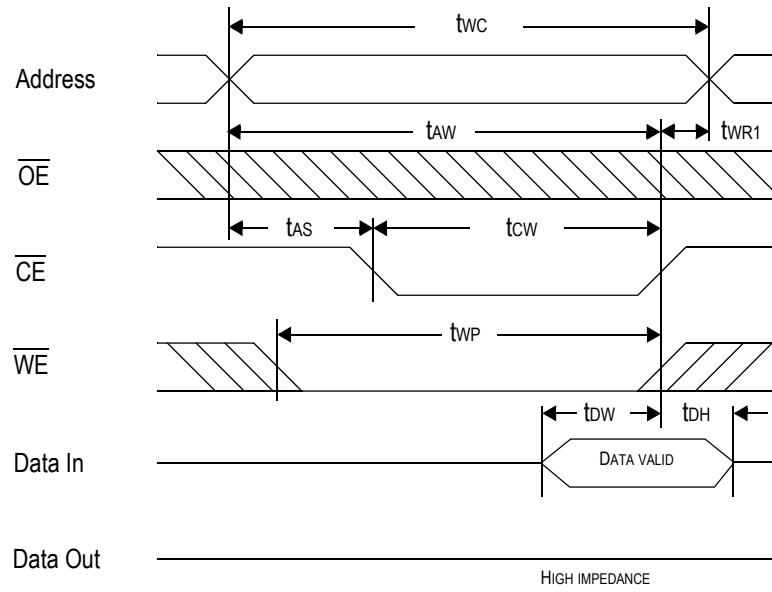 tWC
Address
tAW
tWR1
OE
tAS
tCW
CE
tWP
WE
tDW
tDH
Data In
DATA VALID
Data Out
HIGH IMPEDANCE